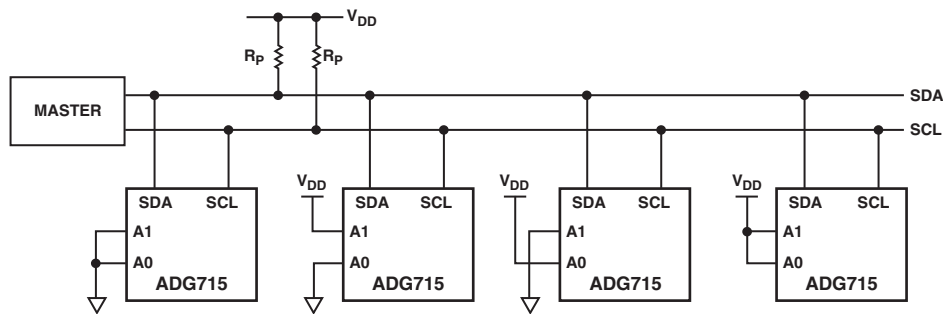 VDD
RP RP
SDA
MASTER
SCL
VDD VDD VDD
SDA SCL SDA SCL SDA SCL SDA SCL
A1 A1 A1 A1
A0 A0 A0 A0
ADG715 ADG715 ADG715 ADG715